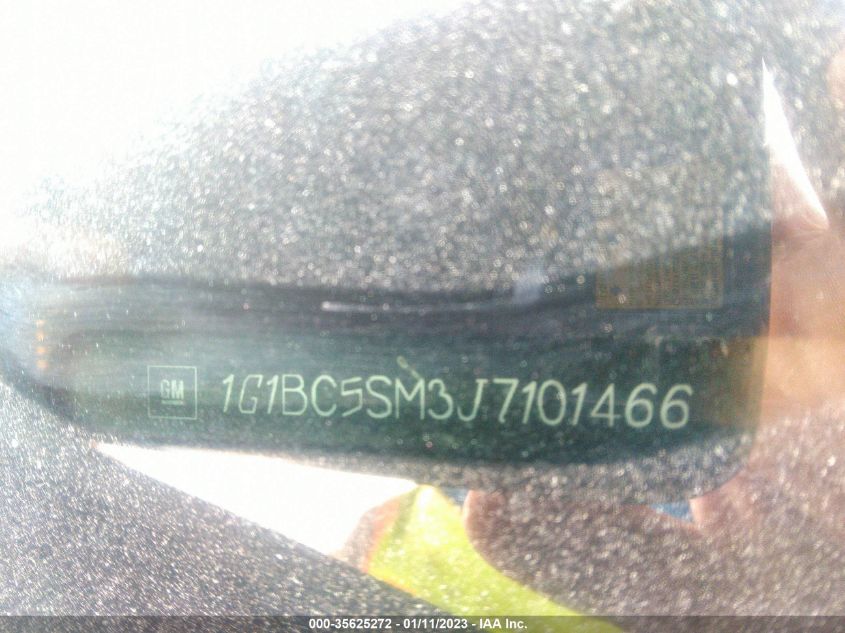 GM 1G1BC5SM3J7101466
000-35625272 - 01/11/2023 - IAA Inc.